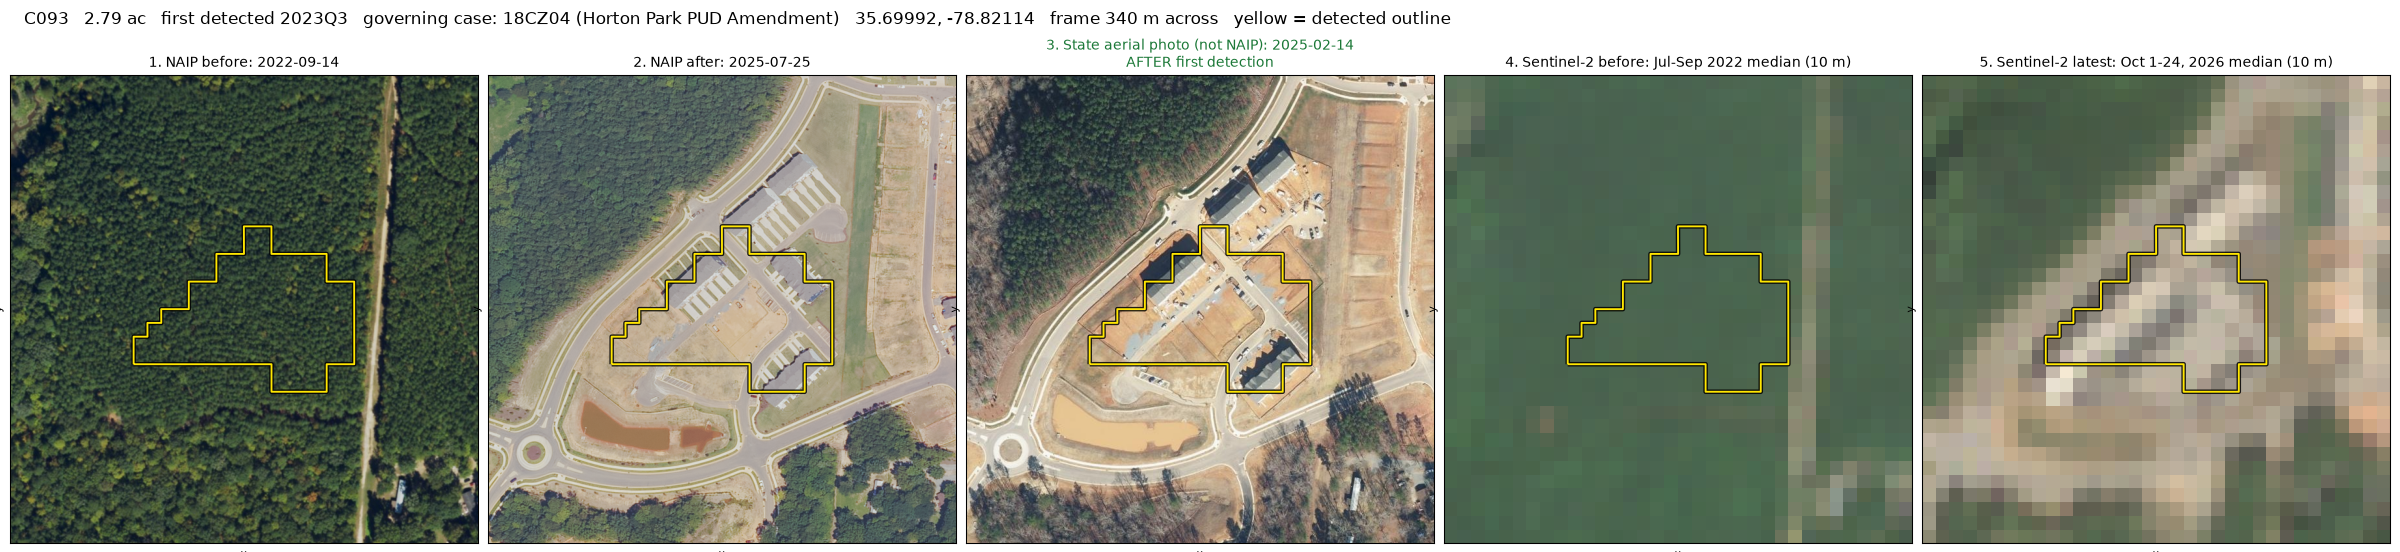 C093   2.79 ac   first detected 2023Q3   governing case: 18CZ04 (Horton Park PUD Amendment)   35.69992, -78.82114   frame 340 m across   yellow = detected outline
1. NAIP before: 2022-09-14
2. NAIP after: 2025-07-25
3. State aerial photo (not NAIP): 2025-02-14
AFTER first detection
4. Sentinel-2 before: Jul-Sep 2022 median (10 m)
5. Sentinel-2 latest: Oct 1-24, 2026 median (10 m)